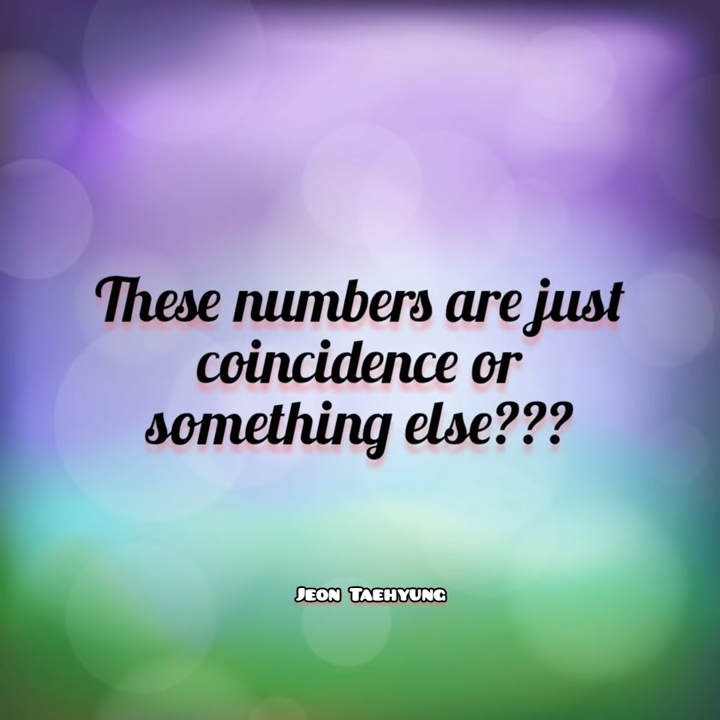 These numbers are just
coincidence or
something else???
Jeon Taehyung